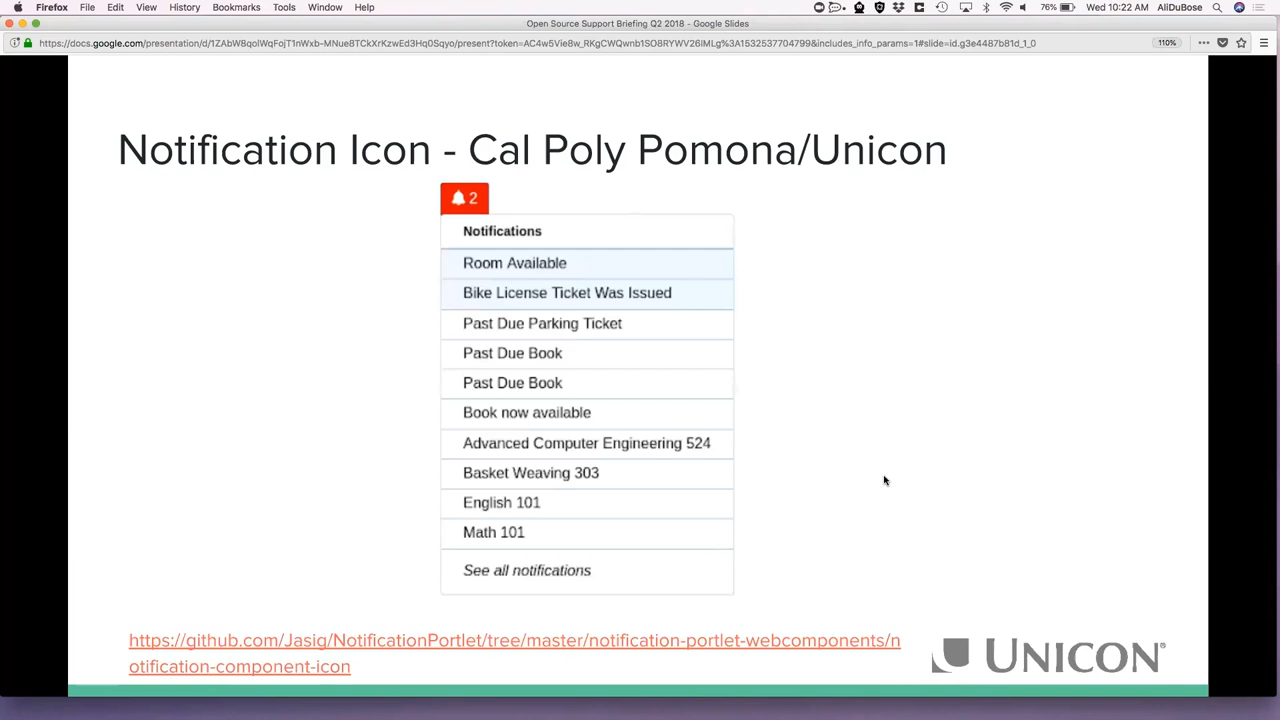 Firefox File Edit View History Bookmarks Tools Window Help 76% Wed 10:22 AM AliDuBose
Open Source Support Briefing Q2 2018 - Google Slides
110%
Notification Icon - Cal Poly Pomona/Unicon
2
Notifications
Room Available
Bike License Ticket Was Issued
Past Due Parking Ticket
Past Due Book
Past Due Book
Book now available
Advanced Computer Engineering 524
Basket Weaving 303
English 101
Math 101
See all notifications
https://github.com/Jasig/NotificationPortlet/tree/master/notification-portlet-webcomponents/n
otification-component-icon
UNICON®